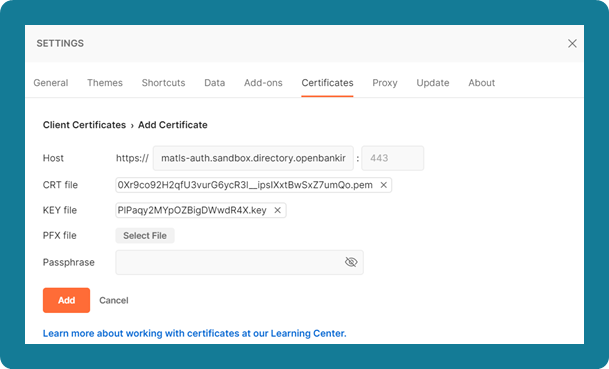 SETTINGS
General Themes Shortcuts Data Add-ons Certificates Proxy Update About
Client Certificates › Add Certificate
Host https:// matls-auth.sandbox.directory.openbankir : 443
CRT file 0Xr9co92H2qfU3vurG6ycR3I__ipsIXxtBwSxZ7umQo.pem
KEY file PIPaqy2MYpOZBigDWwdR4X.key
PFX file Select File
Passphrase
Add Cancel
Learn more about working with certificates at our Learning Center.